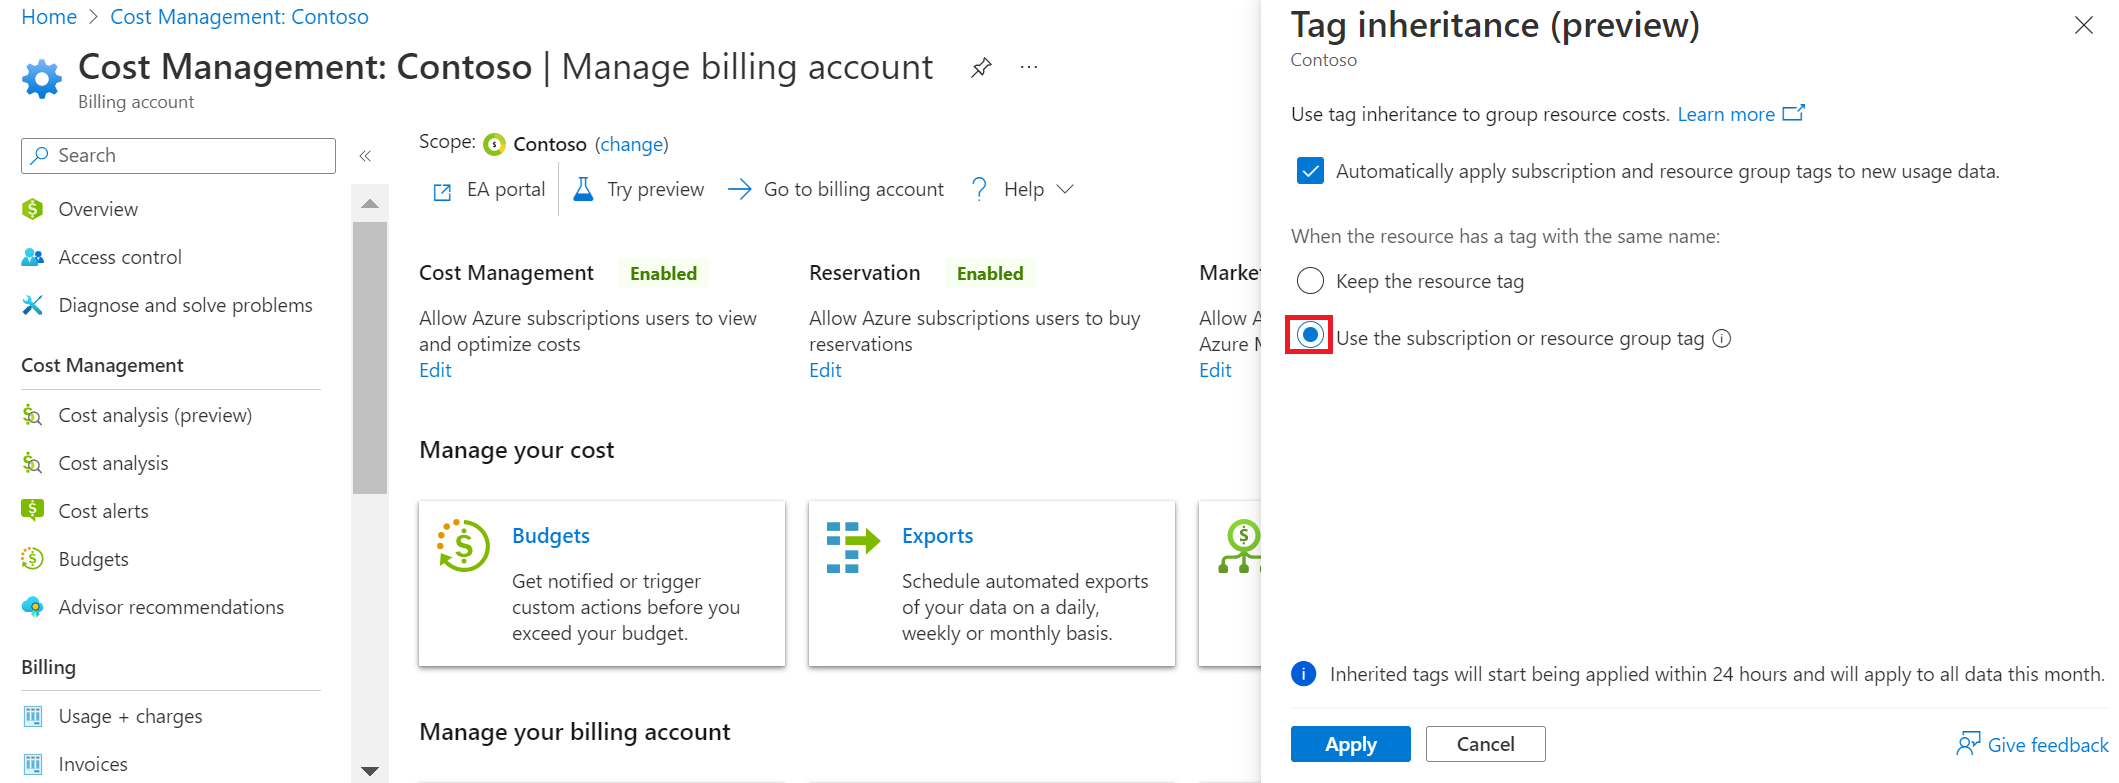 Home > Cost Management: Contoso
Cost Management: Contoso | Manage billing account ...
Billing account
Search «
Overview
Access control
Diagnose and solve problems
Cost Management
Cost analysis (preview)
Cost analysis
Cost alerts
Budgets
Advisor recommendations
Billing
Usage + charges
Invoices
Scope: Contoso (change)
EA portal
Try preview
Go to billing account
? Help
Cost Management Enabled
Allow Azure subscriptions users to view
and optimize costs
Edit
Reservation Enabled
Allow Azure subscriptions users to buy
reservations
Edit
Market
Allow A
Azure M
Edit
Manage your cost
Budgets
Get notified or trigger
custom actions before you
exceed your budget.
Exports
Schedule automated exports
of your data on a daily,
weekly or monthly basis.
Manage your billing account
Tag inheritance (preview)
Contoso
Use tag inheritance to group resource costs. Learn more
Automatically apply subscription and resource group tags to new usage data.
When the resource has a tag with the same name:
Keep the resource tag
Use the subscription or resource group tag
Inherited tags will start being applied within 24 hours and will apply to all data this month.
Apply
Cancel
Give feedback